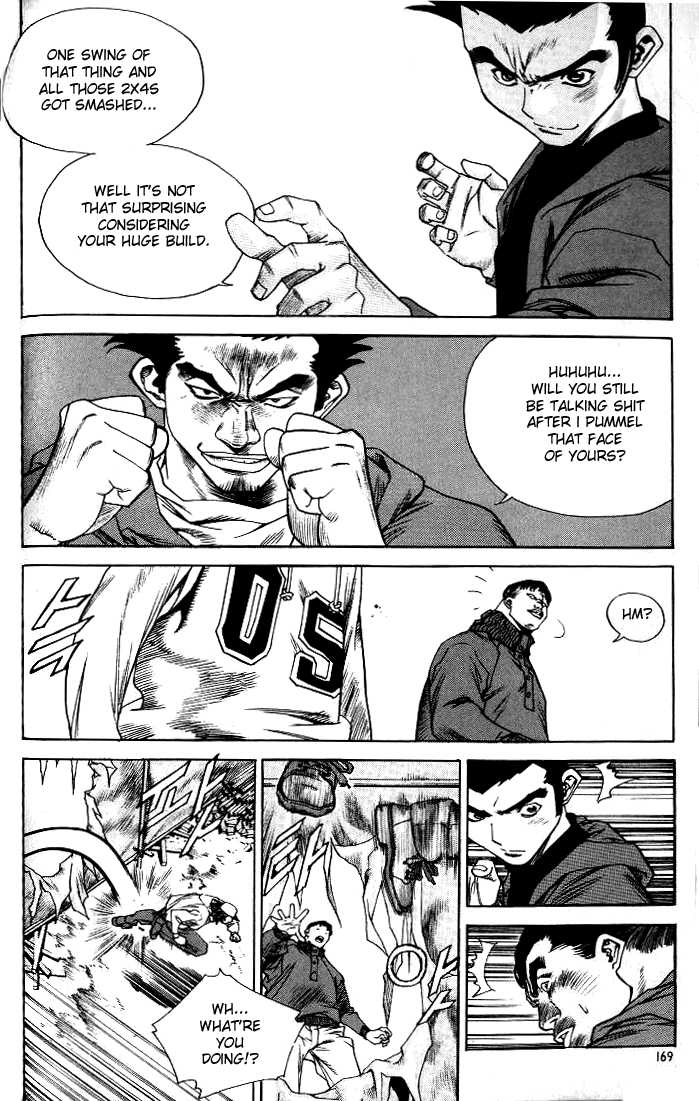 ONE SWING OF
THAT THING AND
ALL THOSE 2X4S
GOT SMASHED...
WELL IT'S NOT
THAT SURPRISING
CONSIDERING
YOUR HUGE BUILD.
HUHUHU...
WILL YOU STILL
BE TALKING SHIT
AFTER I PUMMEL
THAT FACE
OF YOURS?
OS
HM?
WH...
WHAT'RE
YOU
DOING!?
169